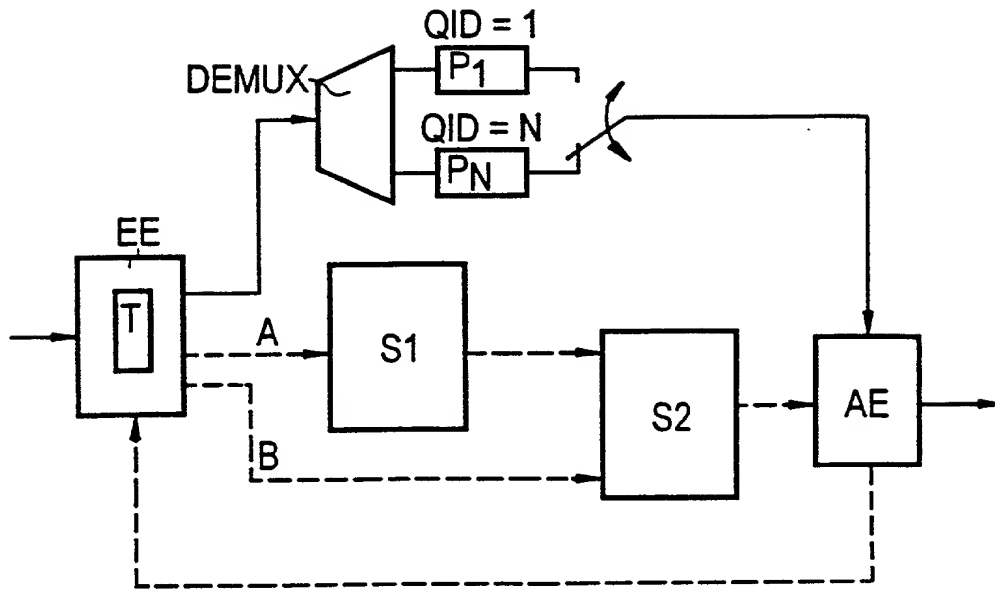 QID = 1
DEMUX
P1
QID = N
PN
EE
T
A
S1
S2
AE
B